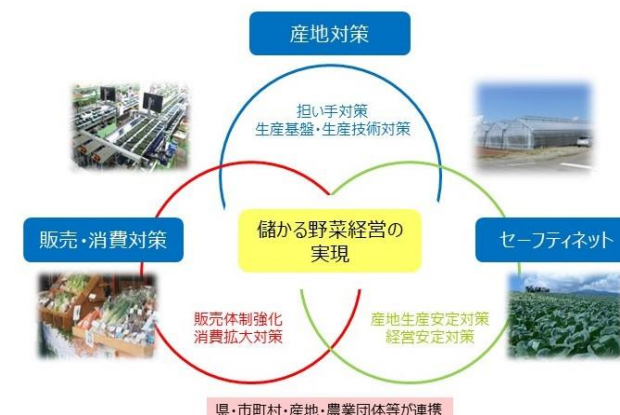 産地対策
担い手対策
生産基盤・生産技術対策
販売・消費対策
儲かる野菜経営の
実現
セーフティネット
販売体制強化
消費拡大対策
産地生産安定対策
経営安定対策
県・市町村・産地・農業団体等が連携